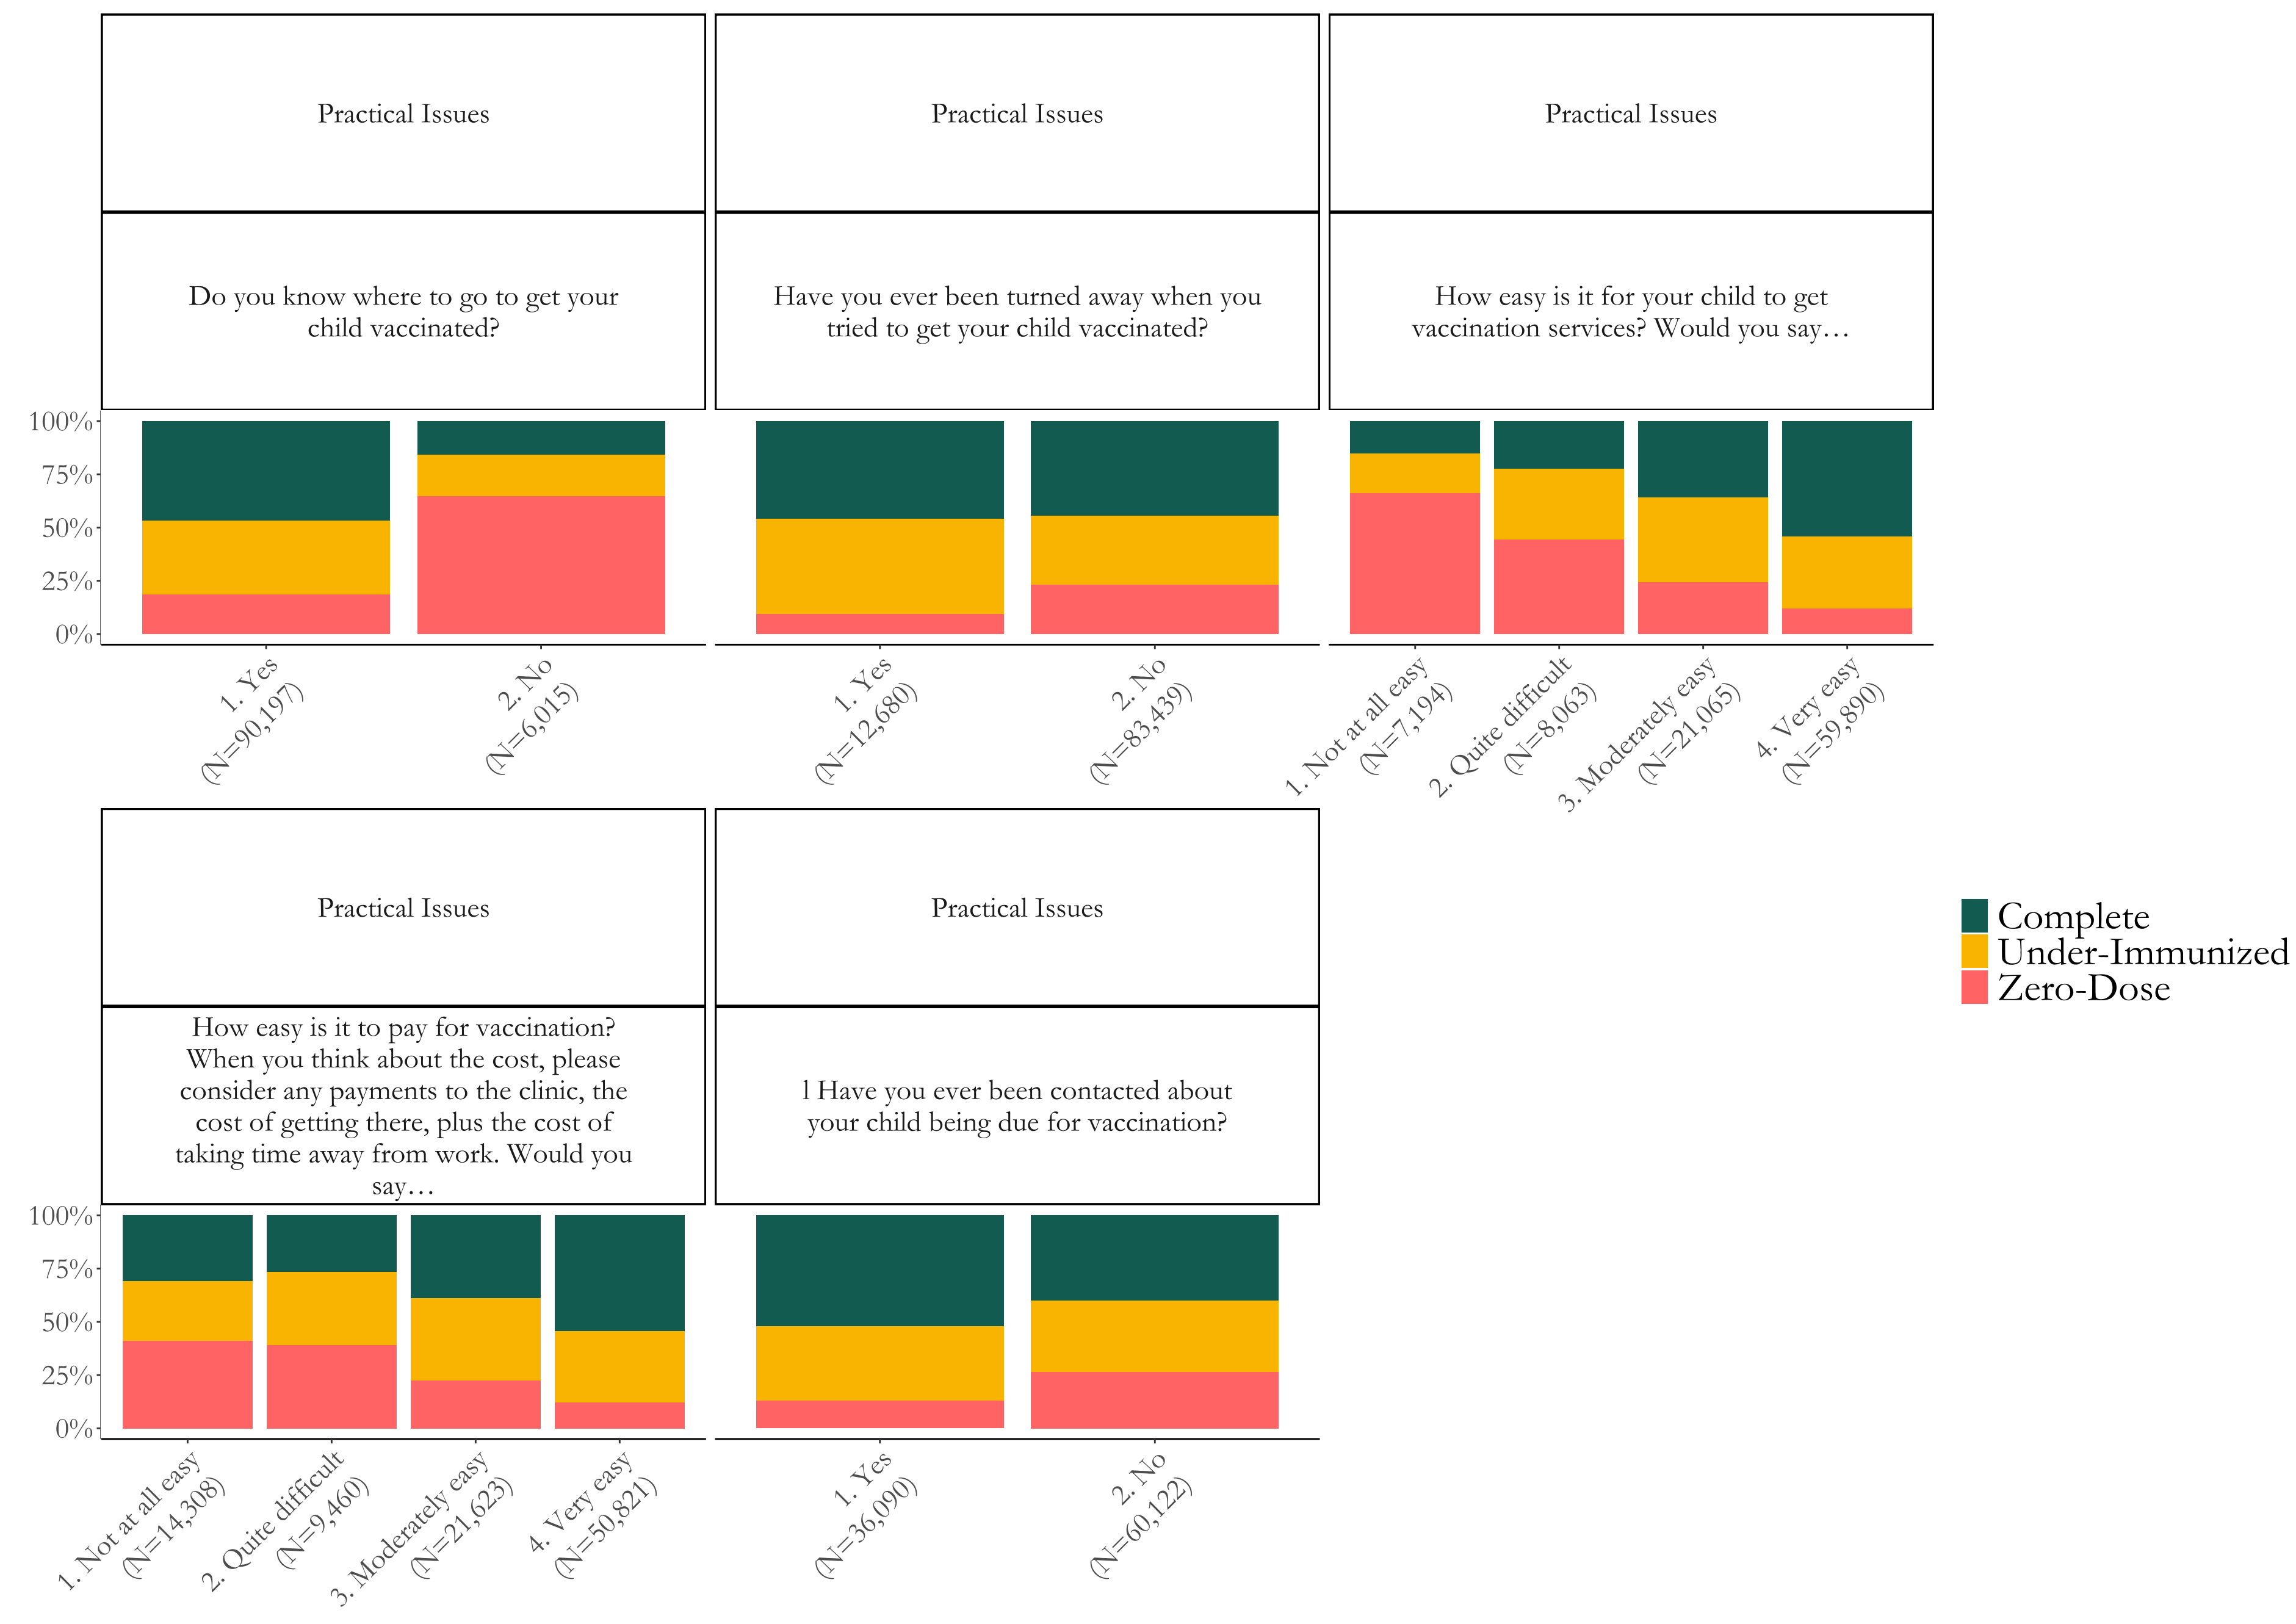 Practical Issues
Practical Issues
Practical Issues
Do you know where to go to get your
child vaccinated?
Have you ever been turned away when you
tried to get your child vaccinated?
How easy is it for your child to get
vaccination services? Would you say…
100%
75%
50%
25%
0%
1. Yes
(N=90,197)
2. No
(N=6,015)
1. Yes
(N=12,680)
2. No
(N=83,439)
1. Not at all easy
(N=7,194)
2. Quite difficult
(N=8,063)
3. Moderately easy
(N=21,065)
4. Very easy
(N=59,890)
Practical Issues
Practical Issues
How easy is it to pay for vaccination?
When you think about the cost, please
consider any payments to the clinic, the
cost of getting there, plus the cost of
taking time away from work. Would you
say…
l Have you ever been contacted about
your child being due for vaccination?
100%
75%
50%
25%
0%
1. Not at all easy
(N=14,308)
2. Quite difficult
(N=9,460)
3. Moderately easy
(N=21,623)
4. Very easy
(N=50,821)
1. Yes
(N=36,090)
2. No
(N=60,122)
Complete
Under-Immunized
Zero-Dose